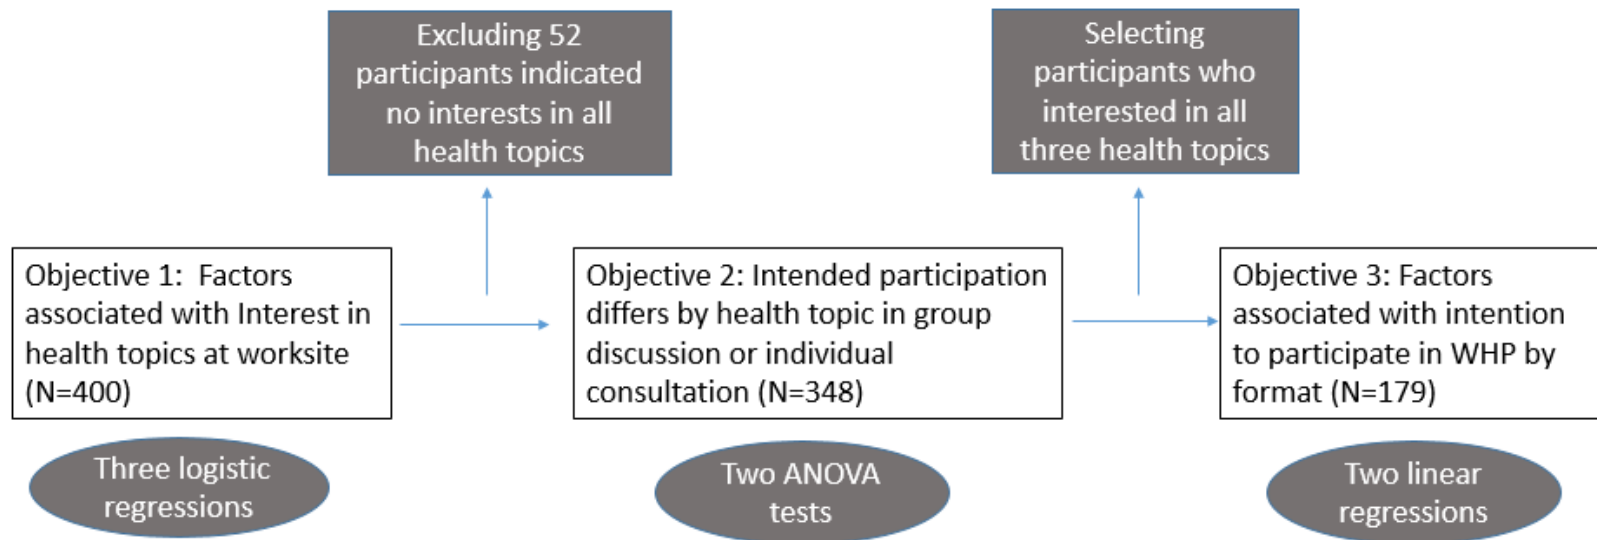 Excluding 52
participants indicated
no interests in all
health topics
Selecting
participants who
interested in all
three health topics
Objective 1:  Factors
associated with Interest in
health topics at worksite
(N=400)
Objective 2: Intended participation
differs by health topic in group
discussion or individual
consultation (N=348)
Objective 3: Factors
associated with intention
to participate in WHP by
format (N=179)
Three logistic
regressions
Two ANOVA
tests
Two linear
regressions